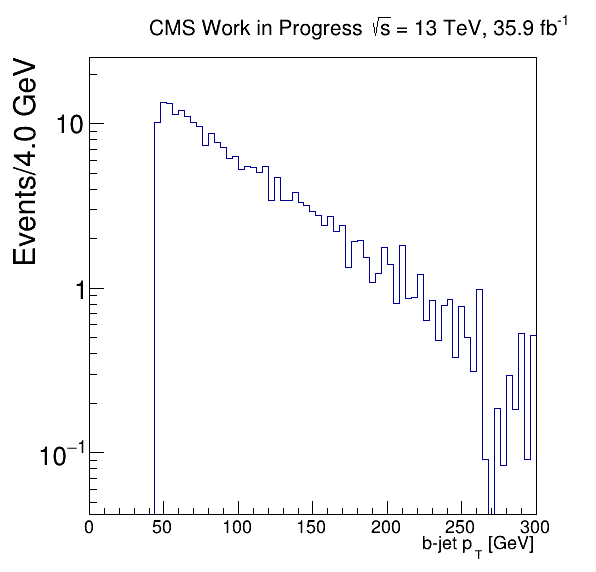 CMS Work in Progress √s = 13 TeV, 35.9 fb⁻¹
Events/4.0 GeV
10
1
10⁻¹
0 50 100 150 200 250 300
b-jet p_T [GeV]